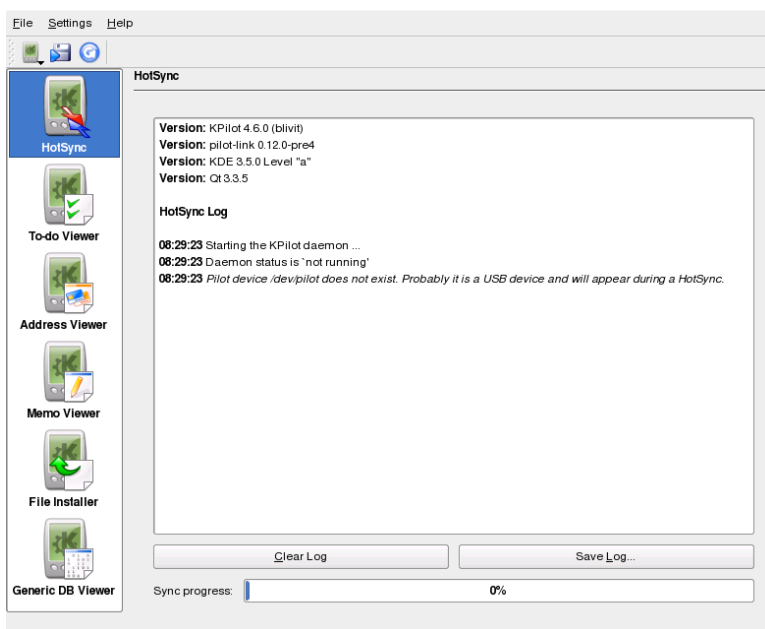 File Settings Help
HotSync
HotSync
To-do Viewer
Address Viewer
Memo Viewer
File Installer
Generic DB Viewer
Version: KPilot 4.6.0 (blivit)
Version: pilot-link 0.12.0-pre4
Version: KDE 3.5.0 Level "a"
Version: Qt 3.3.5
HotSync Log
08:29:23 Starting the KPilot daemon ...
08:29:23 Daemon status is `not running'
08:29:23 Pilot device /dev/pilot does not exist. Probably it is a USB device and will appear during a HotSync.
Clear Log Save Log...
Sync progress: 0%